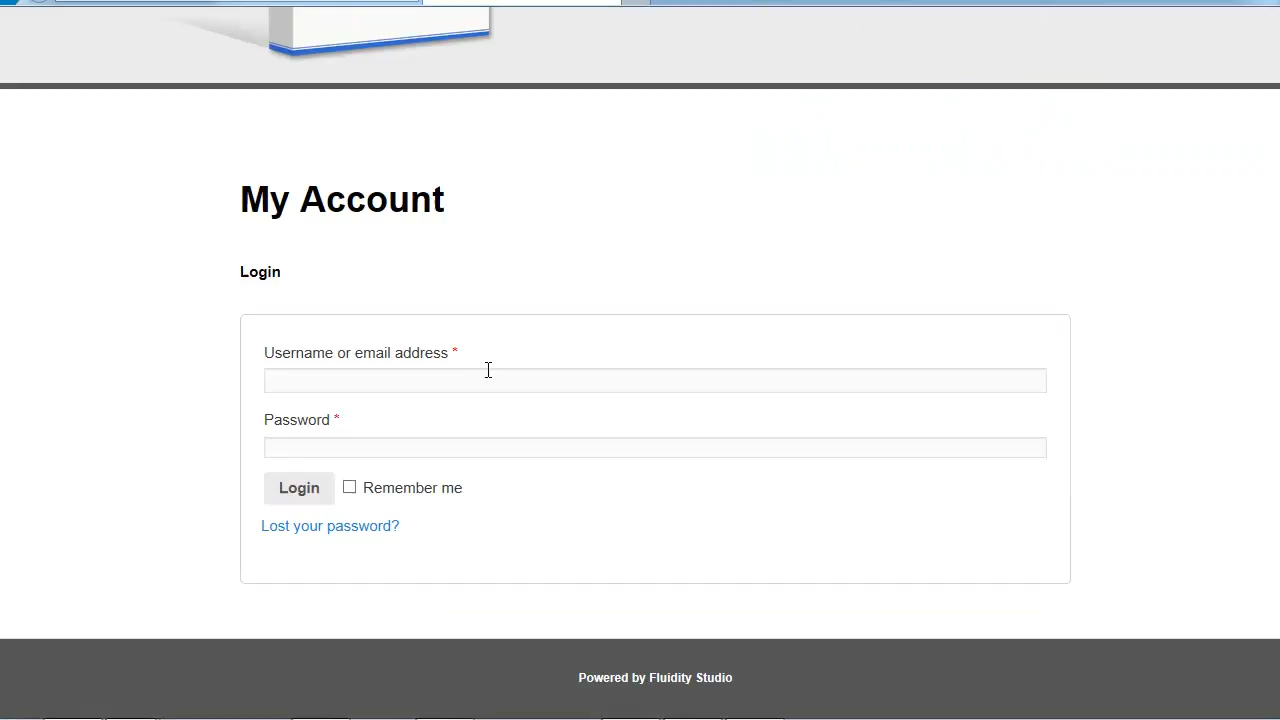 My Account
Login
Username or email address *
Password *
Login Remember me
Lost your password?
Powered by Fluidity Studio